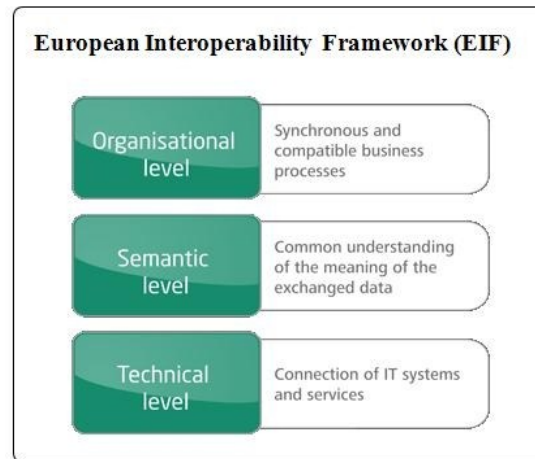 European Interoperability Framework (EIF)
Organisational
level
Synchronous and
compatible business
processes
Semantic
level
Common understanding
of the meaning of the
exchanged data
Technical
level
Connection of IT systems
and services